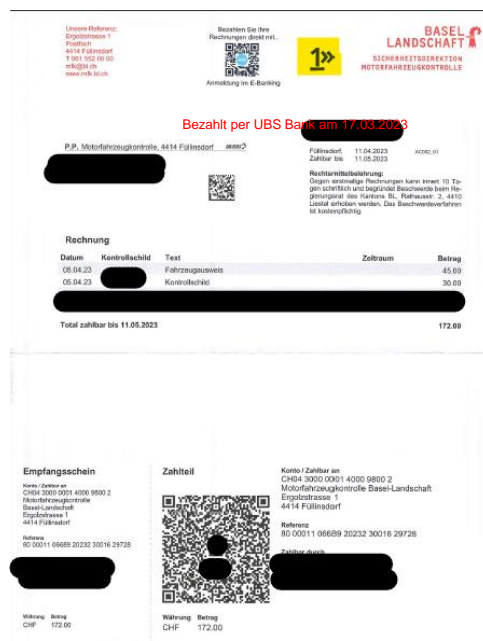 Unsere Referenz:
Ergolzstrasse 1
Postfach
4414 Füllinsdorf
T 061 552 00 00
mfk@bl.ch
www.mfk.bl.ch
Bezahlen Sie Ihre
Rechnungen direkt mit..
Anmeldung im E-Banking
1»
BASEL
LANDSCHAFT
SICHERHEITSDIREKTION
MOTORFAHRZEUGKONTROLLE
Bezahlt per UBS Bank am 17.03.2023
P.P. Motorfahrzeugkontrolle, 4414 Füllinsdorf
Füllinsdorf, 11.04.2023
Zahlbar bis 11.05.2023
Rechtsmittelbelehrung:
Gegen erstmalige Rechnungen kann innert 10 Ta-
gen schriftlich und begründet Beschwerde beim Re-
gierungsrat des Kantons BL, Rathausstr. 2, 4410
Liestal erhoben werden. Das Beschwerdeverfahren
ist kostenpflichtig.
Rechnung
Datum Kontrollschild Text Zeitraum Betrag
05.04.23 Fahrzeugausweis 45.00
05.04.23 Kontrollschild 30.00
Total zahlbar bis 11.05.2023 172.00
Empfangsschein
Konto / Zahlbar an
CH04 3000 0001 4000 9800 2
Motorfahrzeugkontrolle
Basel-Landschaft
Ergolzstrasse 1
4414 Füllinsdorf
Referenz
80 00011 06689 20232 30016 29728
Währung Betrag
CHF 172.00
Zahlteil
Währung Betrag
CHF 172.00
Konto / Zahlbar an
CH04 3000 0001 4000 9800 2
Motorfahrzeugkontrolle Basel-Landschaft
Ergolzstrasse 1
4414 Füllinsdorf
Referenz
80 00011 06689 20232 30016 29728
Zahlbar durch